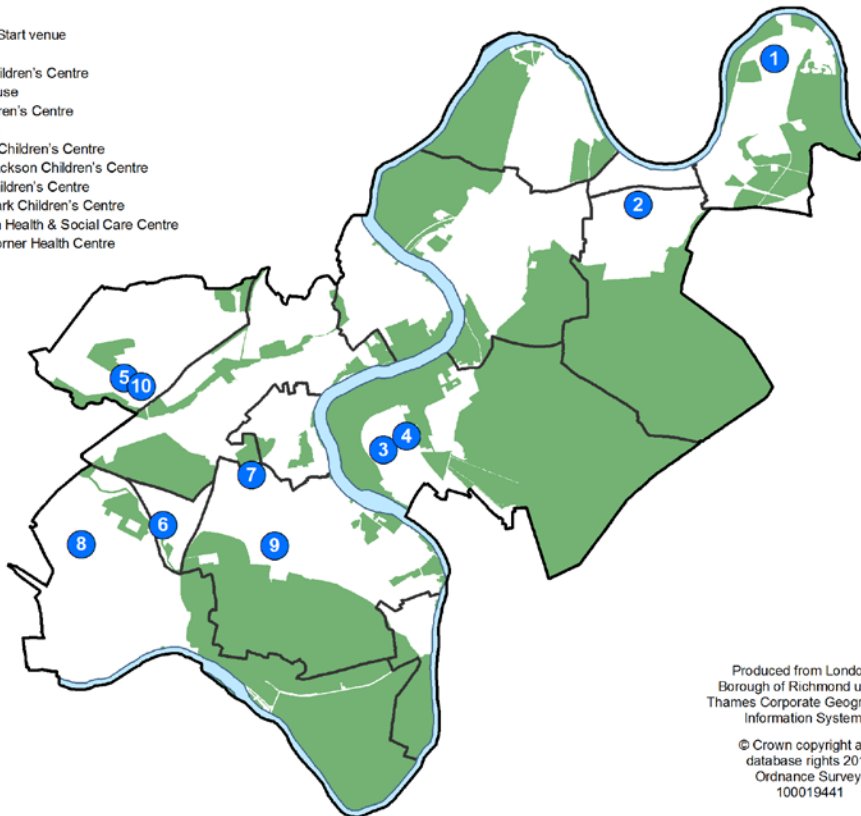 Start venue
ildren's Centre
use
ren's Centre
Children's Centre
ckson Children's Centre
ildren's Centre
ark Children's Centre
n Health & Social Care Centre
orner Health Centre
1
2
3
4
5
10
7
6
8
9
Produced from Londo
Borough of Richmond u
Thames Corporate Geogr
Information System
© Crown copyright a
database rights 201
Ordnance Survey
100019441